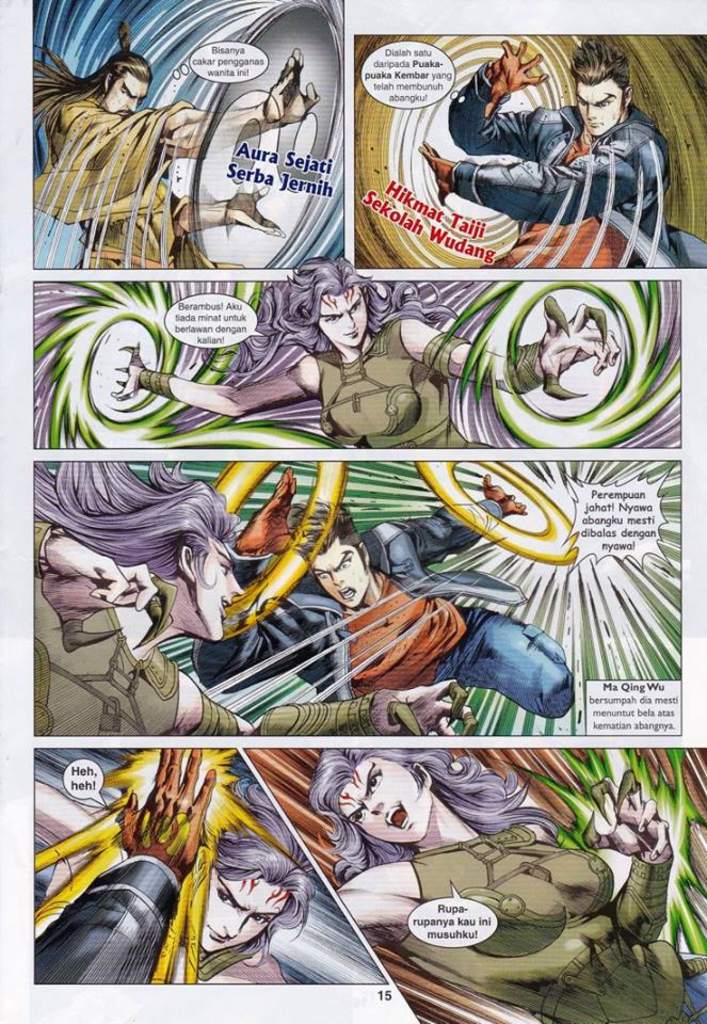 Bisanya
cakar pengganas
wanita ini!
Aura Sejati
Serba Jernih
Dialah satu
daripada Puaka-
puaka Kembar yang
telah membunuh
abangku!
Hikmat Taiji
Sekolah Wudang
Berambus! Aku
tiada minat untuk
berlawan dengan
kalian!
Perempuan
jahat! Nyawa
abangku mesti
dibalas dengan
nyawa!
Ma Qing Wu
bersumpah dia mesti
menuntut bela atas
kematian abangnya.
Heh,
heh!
Rupa-
rupanya kau ini
musuhku!
15